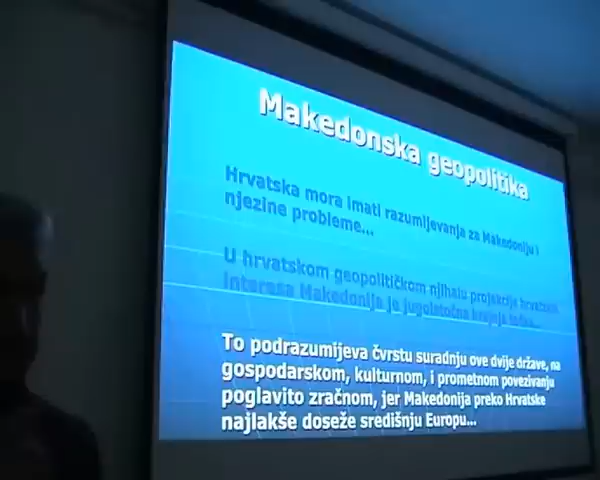 Makedonska geopolitika
Hrvatska mora imati razumijevanja za Makedoniju i
njezine probleme...
U hrvatskom geopolitičkom njihalu projekcije hrvatskih
interesa Makedonija je jugoistočna krajnja točka...
To podrazumijeva čvrstu suradnju ove dvije države, na
gospodarskom, kulturnom, i prometnom povezivanju
poglavito zračnom, jer Makedonija preko Hrvatske
najlakše doseže središnju Europu...